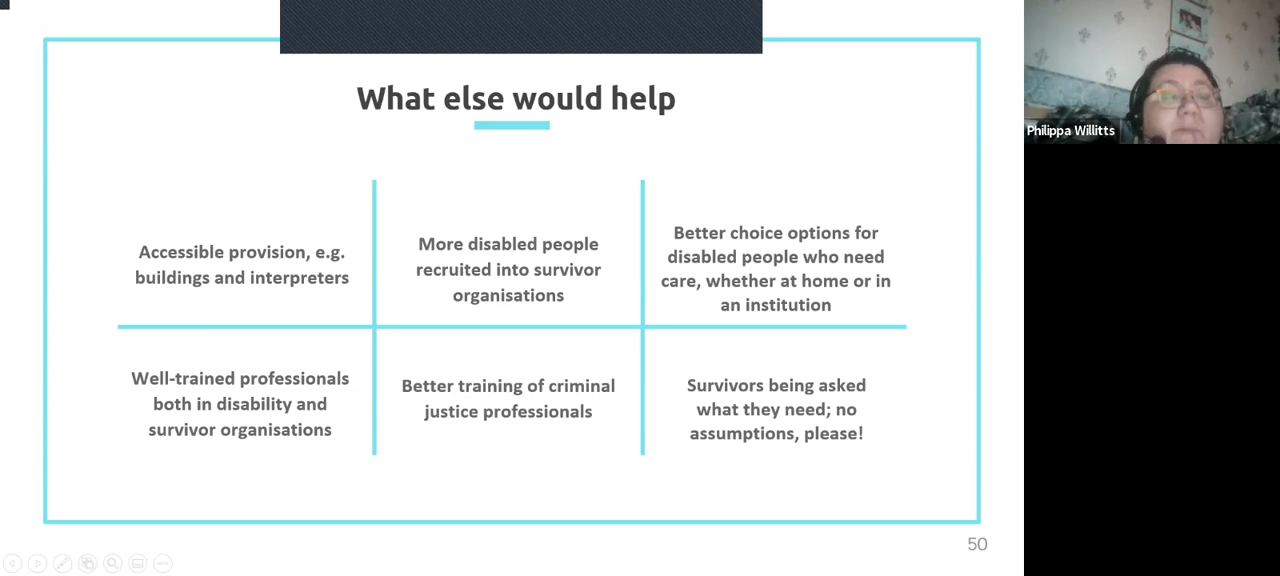 What else would help
Accessible provision, e.g.
buildings and interpreters
More disabled people
recruited into survivor
organisations
Better choice options for
disabled people who need
care, whether at home or in
an institution
Well-trained professionals
both in disability and
survivor organisations
Better training of criminal
justice professionals
Survivors being asked
what they need; no
assumptions, please!
50
Philippa Willitts